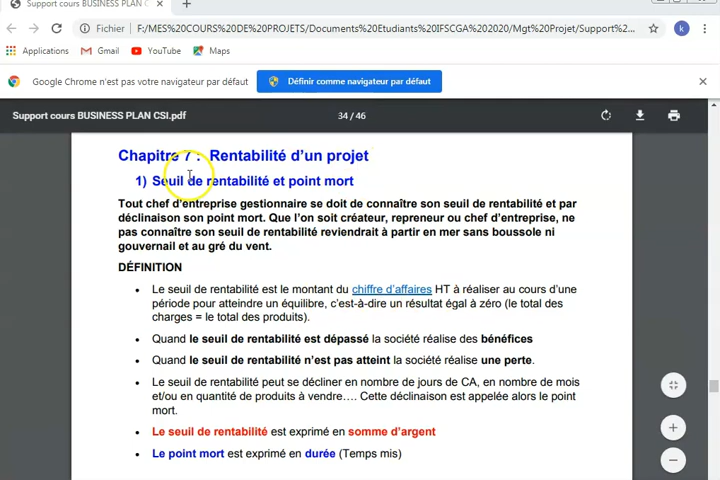 Support cours BUSINESS PLAN C
Fichier F:/MES%20COURS%20DE%20PROJETS/Documents%20Etudiants%20IFSCGA%202020/Mgt%20Projet/Support%2... k
Applications Gmail YouTube Maps
Google Chrome n'est pas votre navigateur par défaut Définir comme navigateur par défaut
Support cours BUSINESS PLAN CSI.pdf 34 / 46
Chapitre 7 : Rentabilité d'un projet
1) Seuil de rentabilité et point mort
Tout chef d'entreprise gestionnaire se doit de connaître son seuil de rentabilité et par
déclinaison son point mort. Que l'on soit créateur, repreneur ou chef d'entreprise, ne
pas connaître son seuil de rentabilité reviendrait à partir en mer sans boussole ni
gouvernail et au gré du vent.
DÉFINITION
• Le seuil de rentabilité est le montant du chiffre d'affaires HT à réaliser au cours d'une
période pour atteindre un équilibre, c'est-à-dire un résultat égal à zéro (le total des
charges = le total des produits).
• Quand le seuil de rentabilité est dépassé la société réalise des bénéfices
• Quand le seuil de rentabilité n'est pas atteint la société réalise une perte.
• Le seuil de rentabilité peut se décliner en nombre de jours de CA, en nombre de mois
et/ou en quantité de produits à vendre…. Cette déclinaison est appelée alors le point
mort.
• Le seuil de rentabilité est exprimé en somme d'argent
• Le point mort est exprimé en durée (Temps mis)